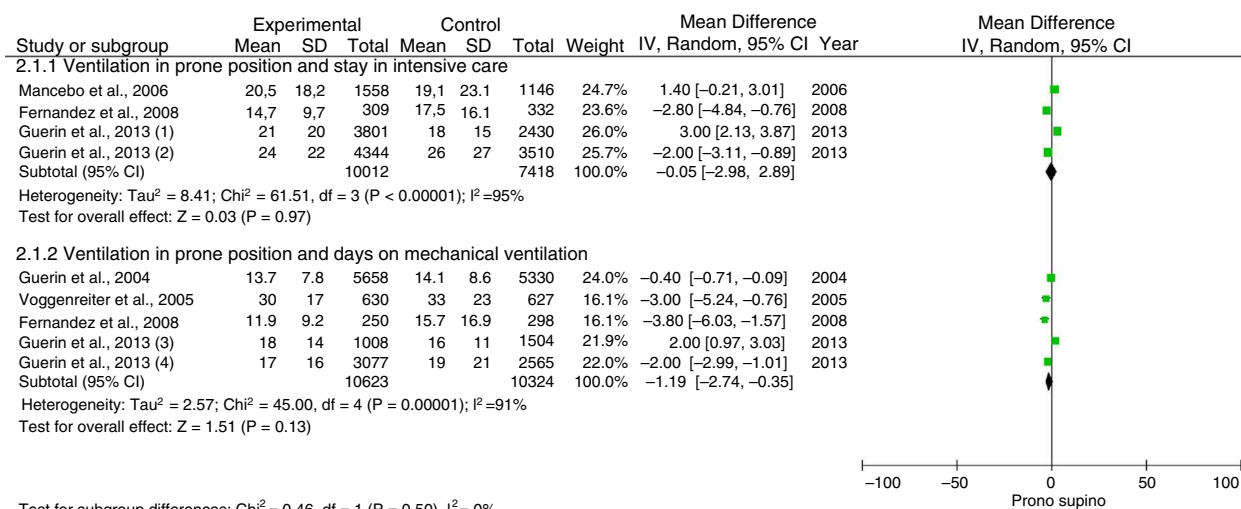 Experimental Control Mean Difference Mean Difference
Study or subgroup Mean SD Total Mean SD Total Weight IV, Random, 95% CI Year IV, Random, 95% CI
2.1.1 Ventilation in prone position and stay in intensive care
Mancebo et al., 2006 20,5 18,2 1558 19,1 23.1 1146 24.7% 1.40 [–0.21, 3.01] 2006
Fernandez et al., 2008 14,7 9,7 309 17,5 16.1 332 23.6% –2.80 [–4.84, –0.76] 2008
Guerin et al., 2013 (1) 21 20 3801 18 15 2430 26.0% 3.00 [2.13, 3.87] 2013
Guerin et al., 2013 (2) 24 22 4344 26 27 3510 25.7% –2.00 [–3.11, –0.89] 2013
Subtotal (95% CI) 10012 7418 100.0% –0.05 [–2.98, 2.89]
Heterogeneity: Tau² = 8.41; Chi² = 61.51, df = 3 (P < 0.00001); I² =95%
Test for overall effect: Z = 0.03 (P = 0.97)
2.1.2 Ventilation in prone position and days on mechanical ventilation
Guerin et al., 2004 13.7 7.8 5658 14.1 8.6 5330 24.0% –0.40 [–0.71, –0.09] 2004
Voggenreiter et al., 2005 30 17 630 33 23 627 16.1% –3.00 [–5.24, –0.76] 2005
Fernandez et al., 2008 11.9 9.2 250 15.7 16.9 298 16.1% –3.80 [–6.03, –1.57] 2008
Guerin et al., 2013 (3) 18 14 1008 16 11 1504 21.9% 2.00 [0.97, 3.03] 2013
Guerin et al., 2013 (4) 17 16 3077 19 21 2565 22.0% –2.00 [–2.99, –1.01] 2013
Subtotal (95% CI) 10623 10324 100.0% –1.19 [–2.74, –0.35]
Heterogeneity: Tau² = 2.57; Chi² = 45.00, df = 4 (P = 0.00001); I² =91%
Test for overall effect: Z = 1.51 (P = 0.13)
–100 –50 0 50 100
Prono supino
Test for subgroup differences: Chi² = 0.46, df = 1 (P = 0.50), I² = 0%